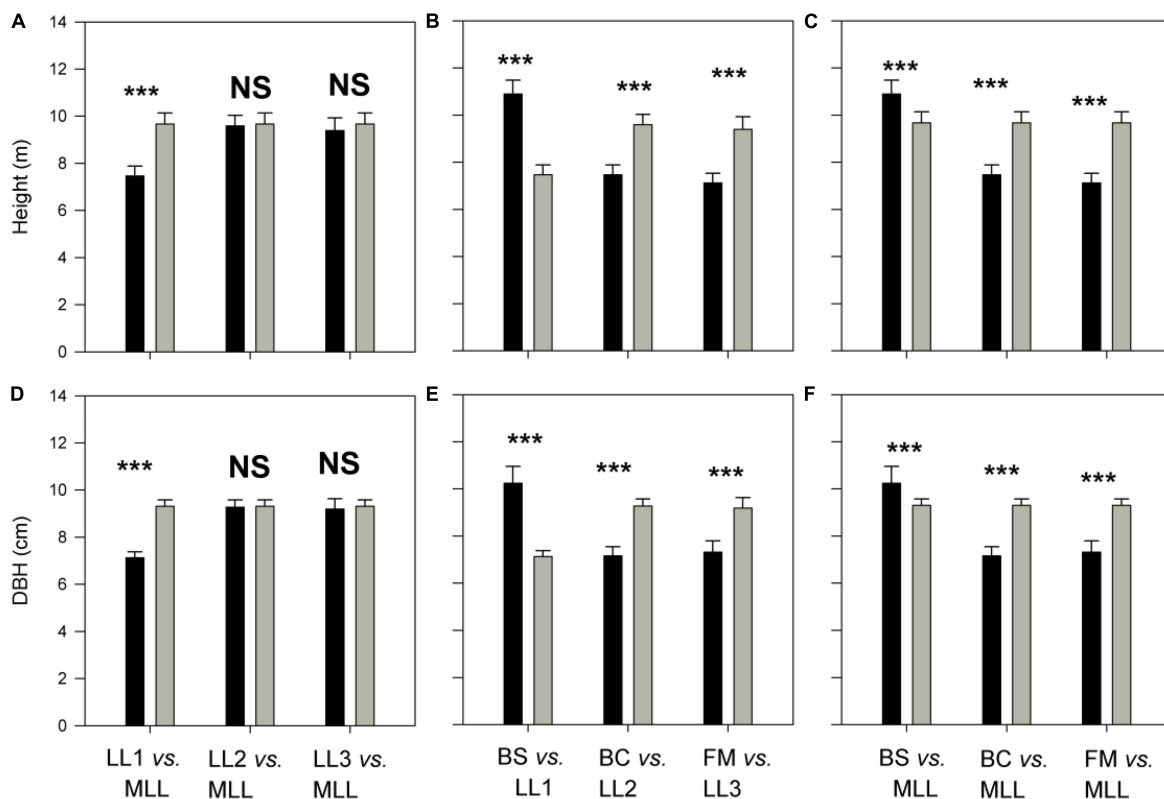 A
B
C
14
12
10
8
6
4
2
0
Height (m)
***
NS
NS
***
***
***
***
***
***
D
E
F
14
12
10
8
6
4
2
0
DBH (cm)
***
NS
NS
***
***
***
***
***
***
LL1 vs. MLL
LL2 vs. MLL
LL3 vs. MLL
BS vs. LL1
BC vs. LL2
FM vs. LL3
BS vs. MLL
BC vs. MLL
FM vs. MLL